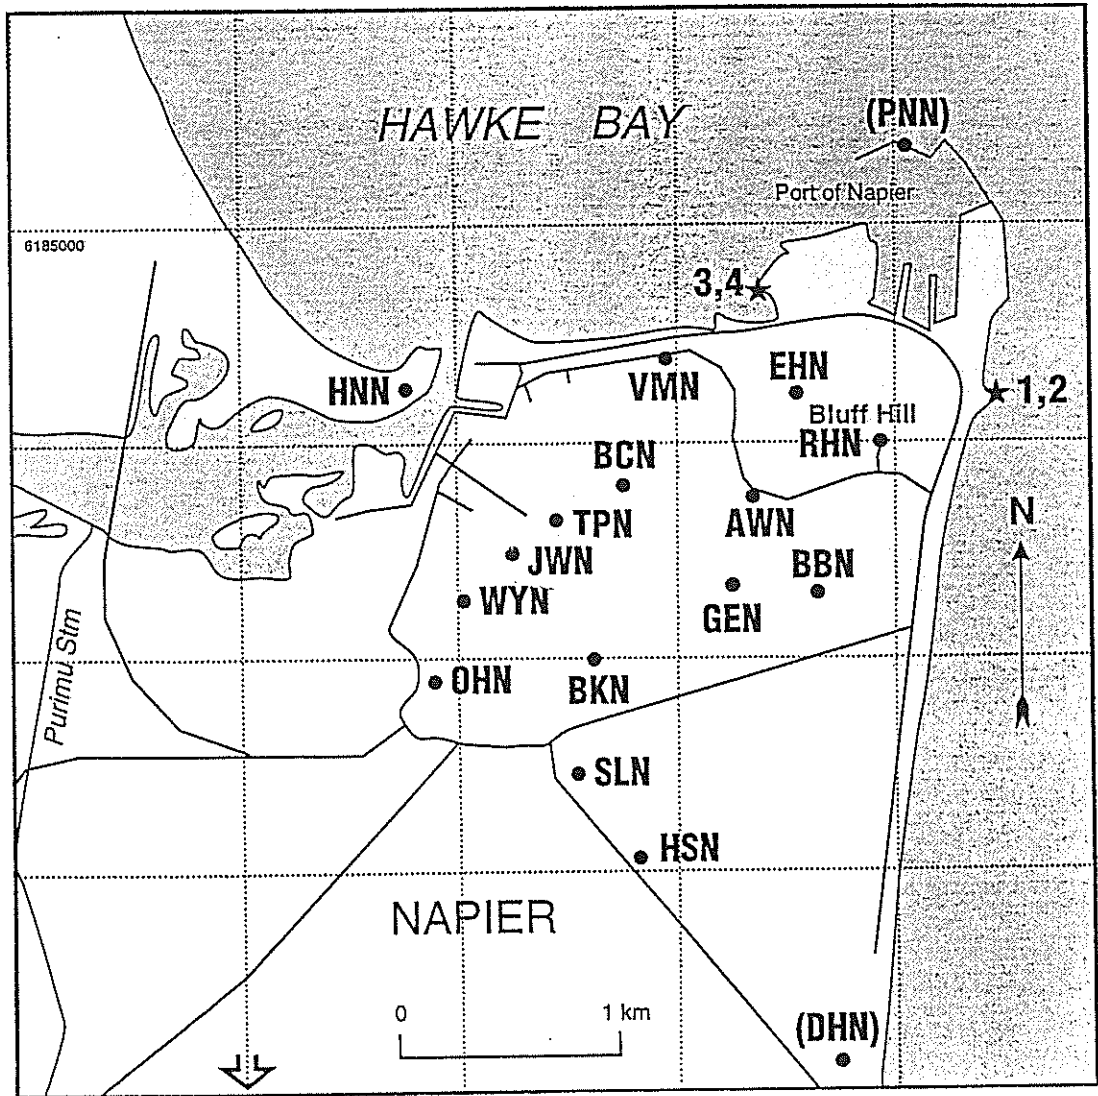 HAWKE BAY
(PNN)
Port of Napier
6185000
3,4
HNN
VMN
EHN
1,2
Bluff Hill
RHN
BCN
N
TPN
AWN
JWN
BBN
WYN
GEN
Purimu Stm
OHN
BKN
SLN
HSN
NAPIER
0 1 km
(DHN)